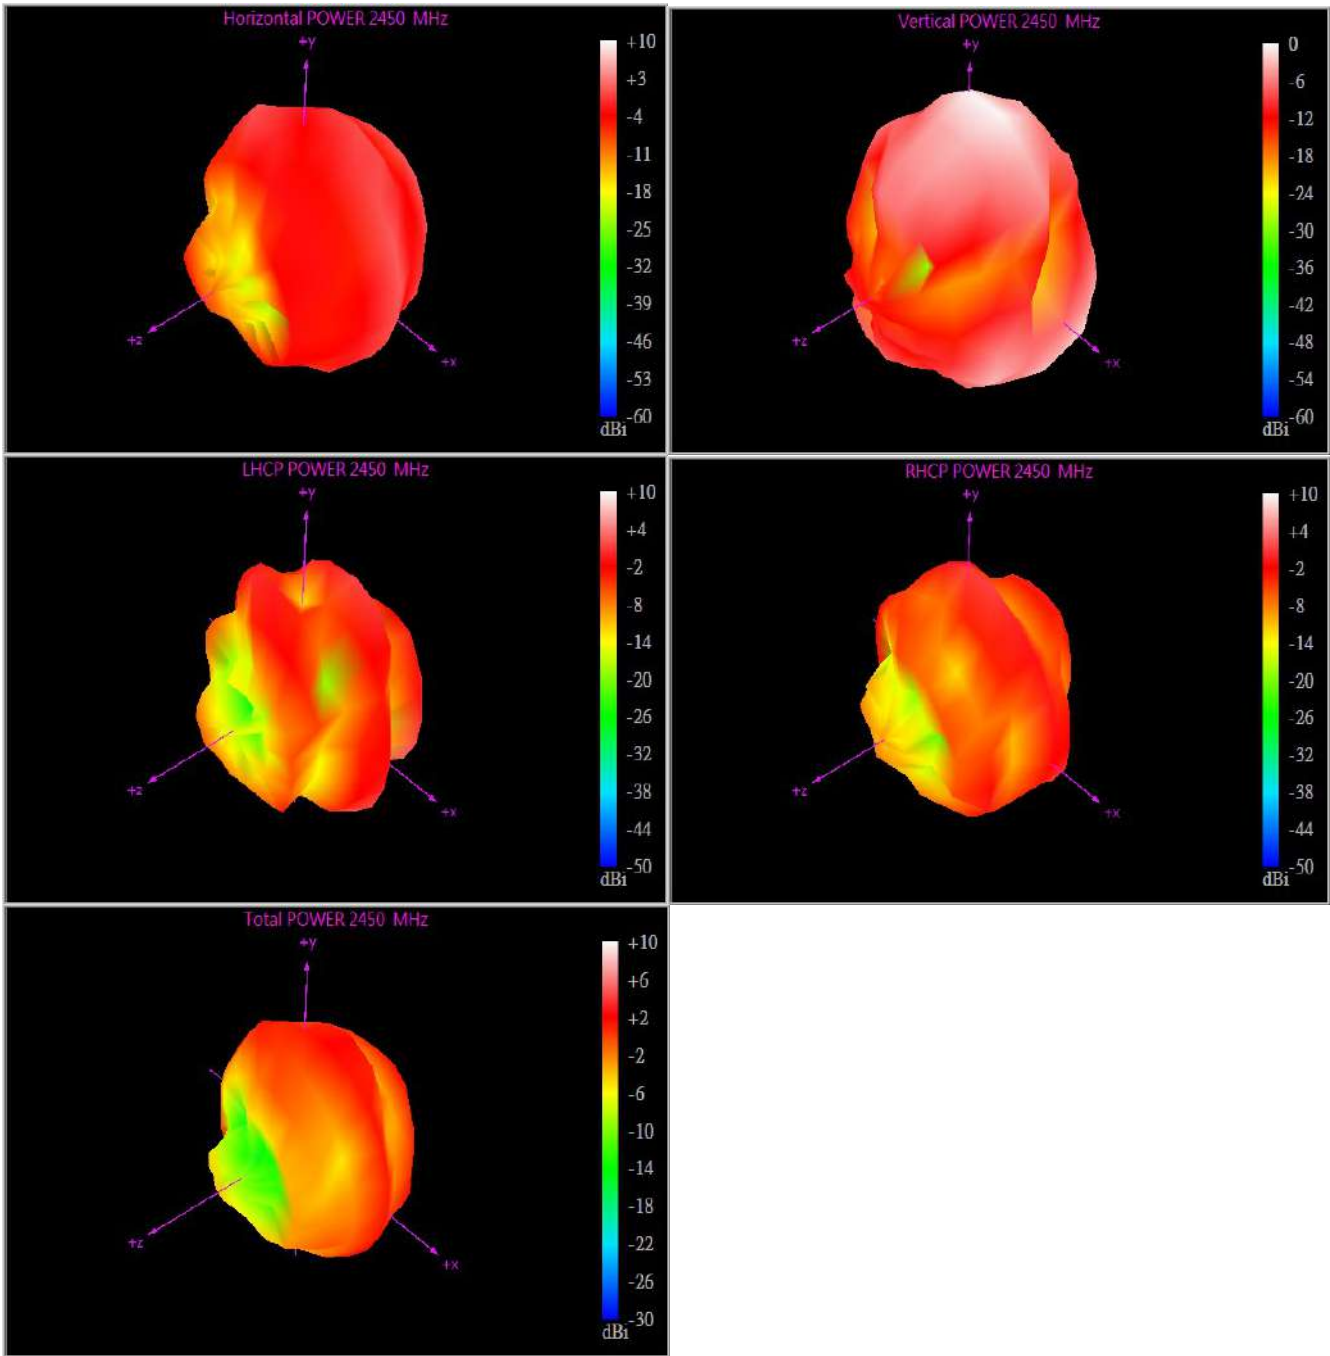 Horizontal POWER 2450 MHz
+y
+z
+x
+10
+3
-4
-11
-18
-25
-32
-39
-46
-53
-60
dBi
Vertical POWER 2450 MHz
+y
+z
+x
0
-6
-12
-18
-24
-30
-36
-42
-48
-54
-60
dBi
LHCP POWER 2450 MHz
+y
+z
+x
+10
+4
-2
-8
-14
-20
-26
-32
-38
-44
-50
dBi
RHCP POWER 2450 MHz
+y
+z
+x
+10
+4
-2
-8
-14
-20
-26
-32
-38
-44
-50
dBi
Total POWER 2450 MHz
+y
+z
+x
+10
+6
+2
-2
-6
-10
-14
-18
-22
-26
-30
dBi